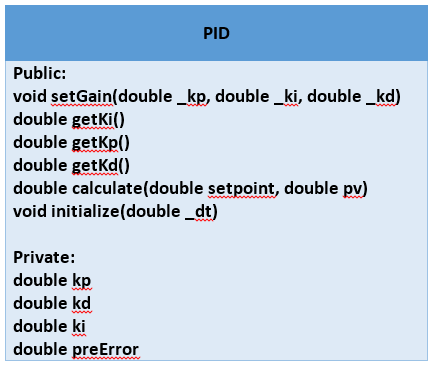 PID
Public:
void setGain(double _kp, double _ki, double _kd)
double getKi()
double getKp()
double getKd()
double calculate(double setpoint, double pv)
void initialize(double _dt)
Private:
double kp
double kd
double ki
double preError